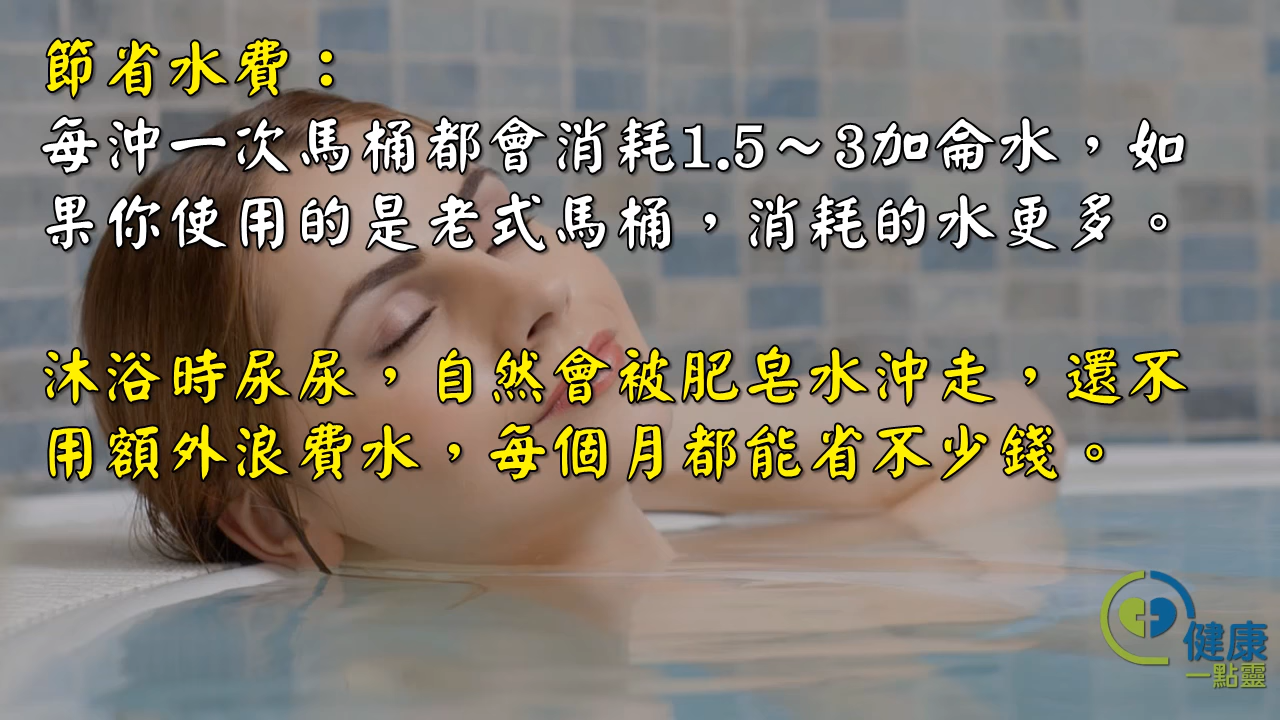 節省水費：
每沖一次馬桶都會消耗1.5～3加侖水，如
果你使用的是老式馬桶，消耗的水更多。
沐浴時尿尿，自然會被肥皂水沖走，還不
用額外浪費水，每個月都能省不少錢。
健康
一點靈